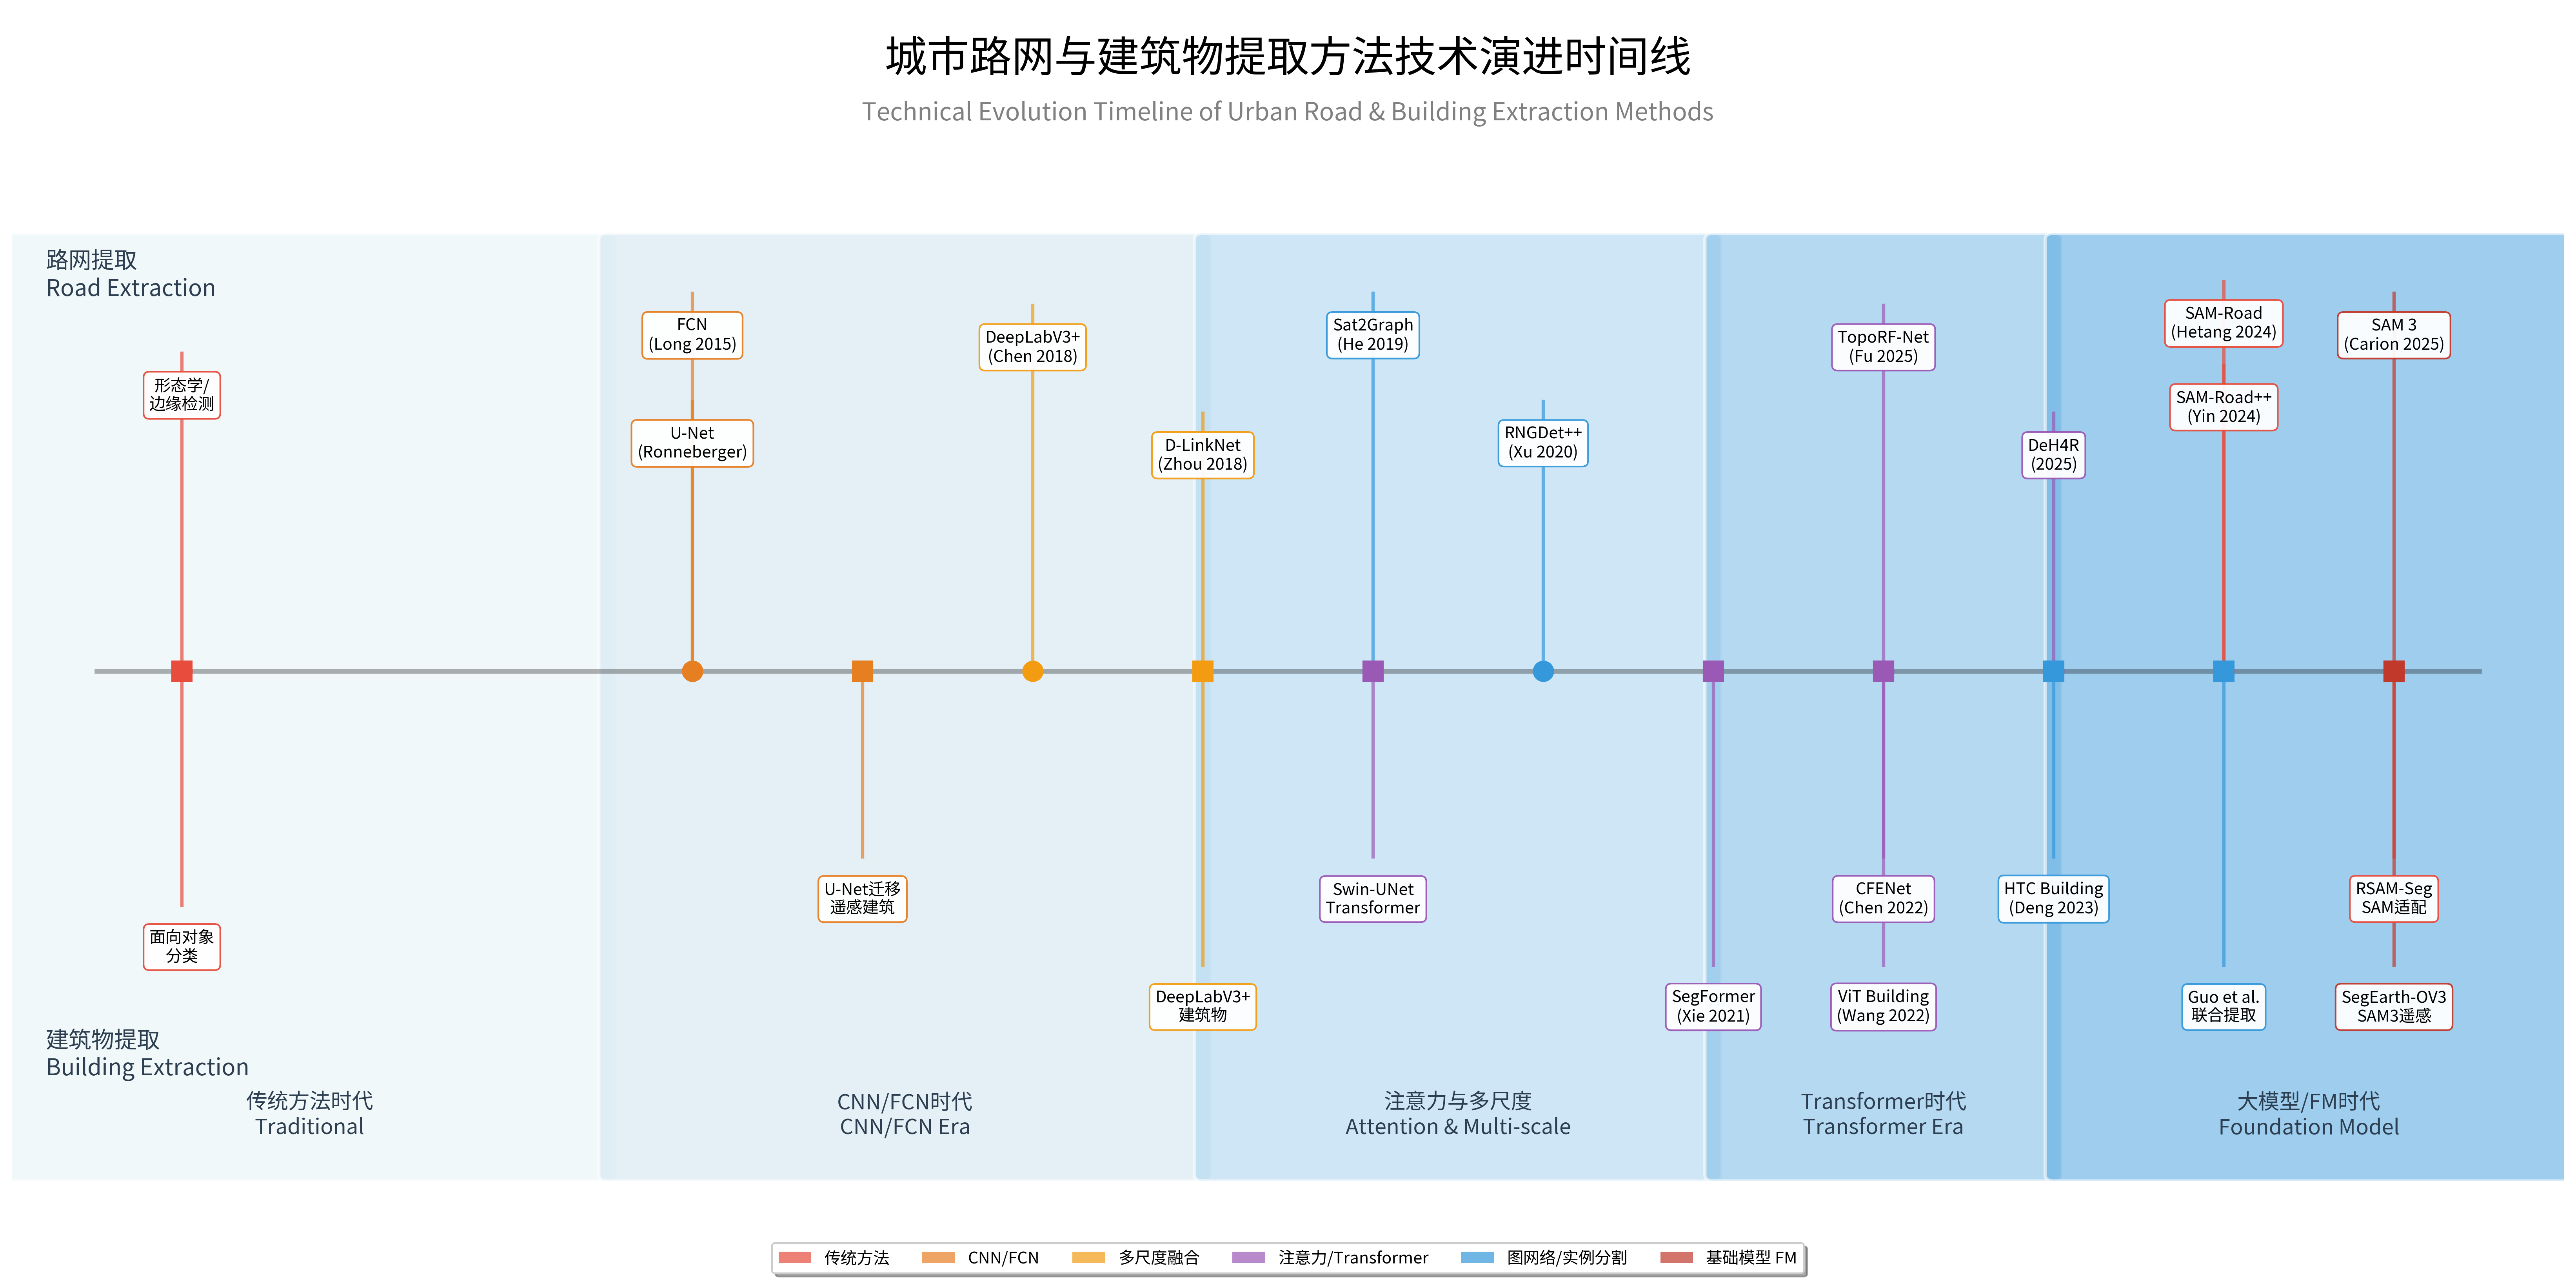 城市路网与建筑物提取方法技术演进时间线
Technical Evolution Timeline of Urban Road & Building Extraction Methods
路网提取
Road Extraction
形态学/
边缘检测
FCN
(Long 2015)
U-Net
(Ronneberger)
DeepLabV3+
(Chen 2018)
D-LinkNet
(Zhou 2018)
Sat2Graph
(He 2019)
RNGDet++
(Xu 2020)
TopoRF-Net
(Fu 2025)
DeH4R
(2025)
SAM-Road
(Hetang 2024)
SAM-Road++
(Yin 2024)
SAM 3
(Carion 2025)
面向对象
分类
U-Net迁移
遥感建筑
DeepLabV3+
建筑物
Swin-UNet
Transformer
SegFormer
(Xie 2021)
CFENet
(Chen 2022)
ViT Building
(Wang 2022)
HTC Building
(Deng 2023)
Guo et al.
联合提取
RSAM-Seg
SAM适配
SegEarth-OV3
SAM3遥感
建筑物提取
Building Extraction
传统方法时代
Traditional
CNN/FCN时代
CNN/FCN Era
注意力与多尺度
Attention & Multi-scale
Transformer时代
Transformer Era
大模型/FM时代
Foundation Model
传统方法
CNN/FCN
多尺度融合
注意力/Transformer
图网络/实例分割
基础模型 FM